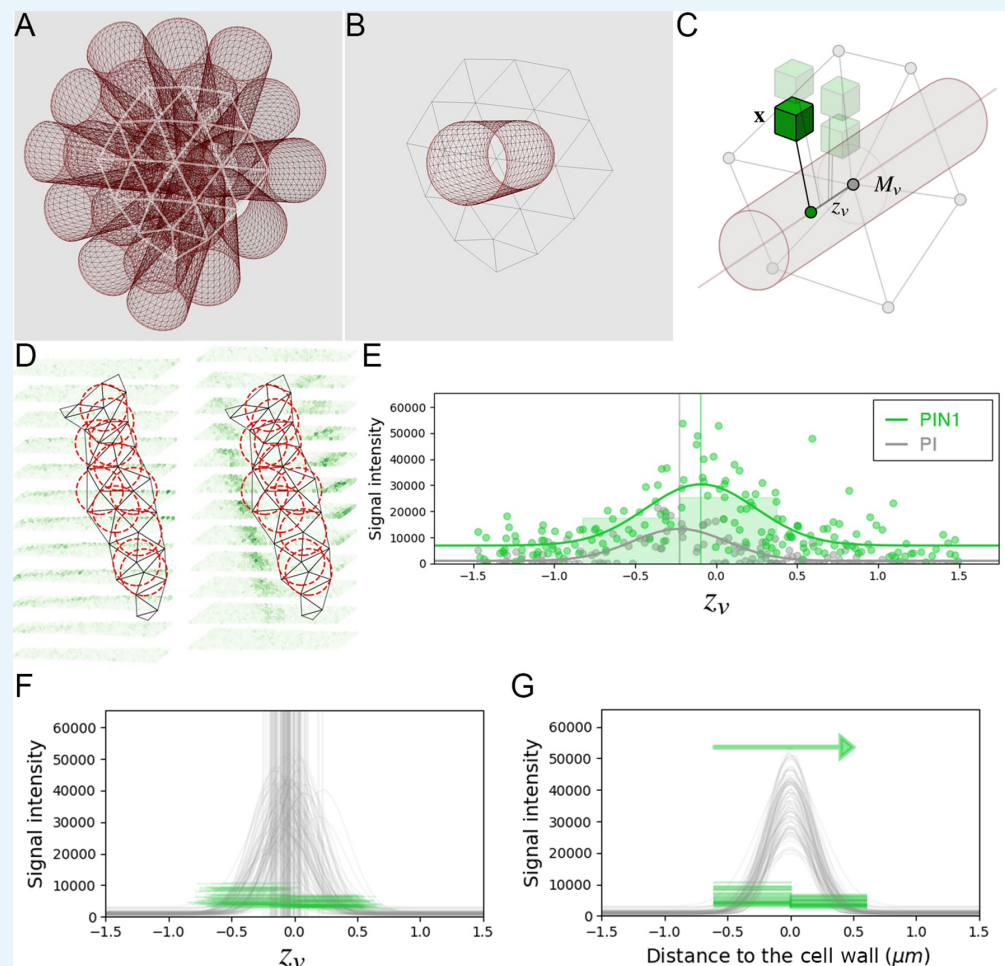 A
B
C
x
M_v
z_v
D
E
Signal intensity
60000
50000
40000
30000
20000
10000
0
PIN1
PI
−1.5 −1.0 −0.5 0.0 0.5 1.0 1.5
z_v
F
Signal intensity
60000
50000
40000
30000
20000
10000
0
−1.5 −1.0 −0.5 0.0 0.5 1.0 1.5
z_v
G
Signal intensity
60000
50000
40000
30000
20000
10000
0
−1.5 −1.0 −0.5 0.0 0.5 1.0 1.5
Distance to the cell wall (μm)